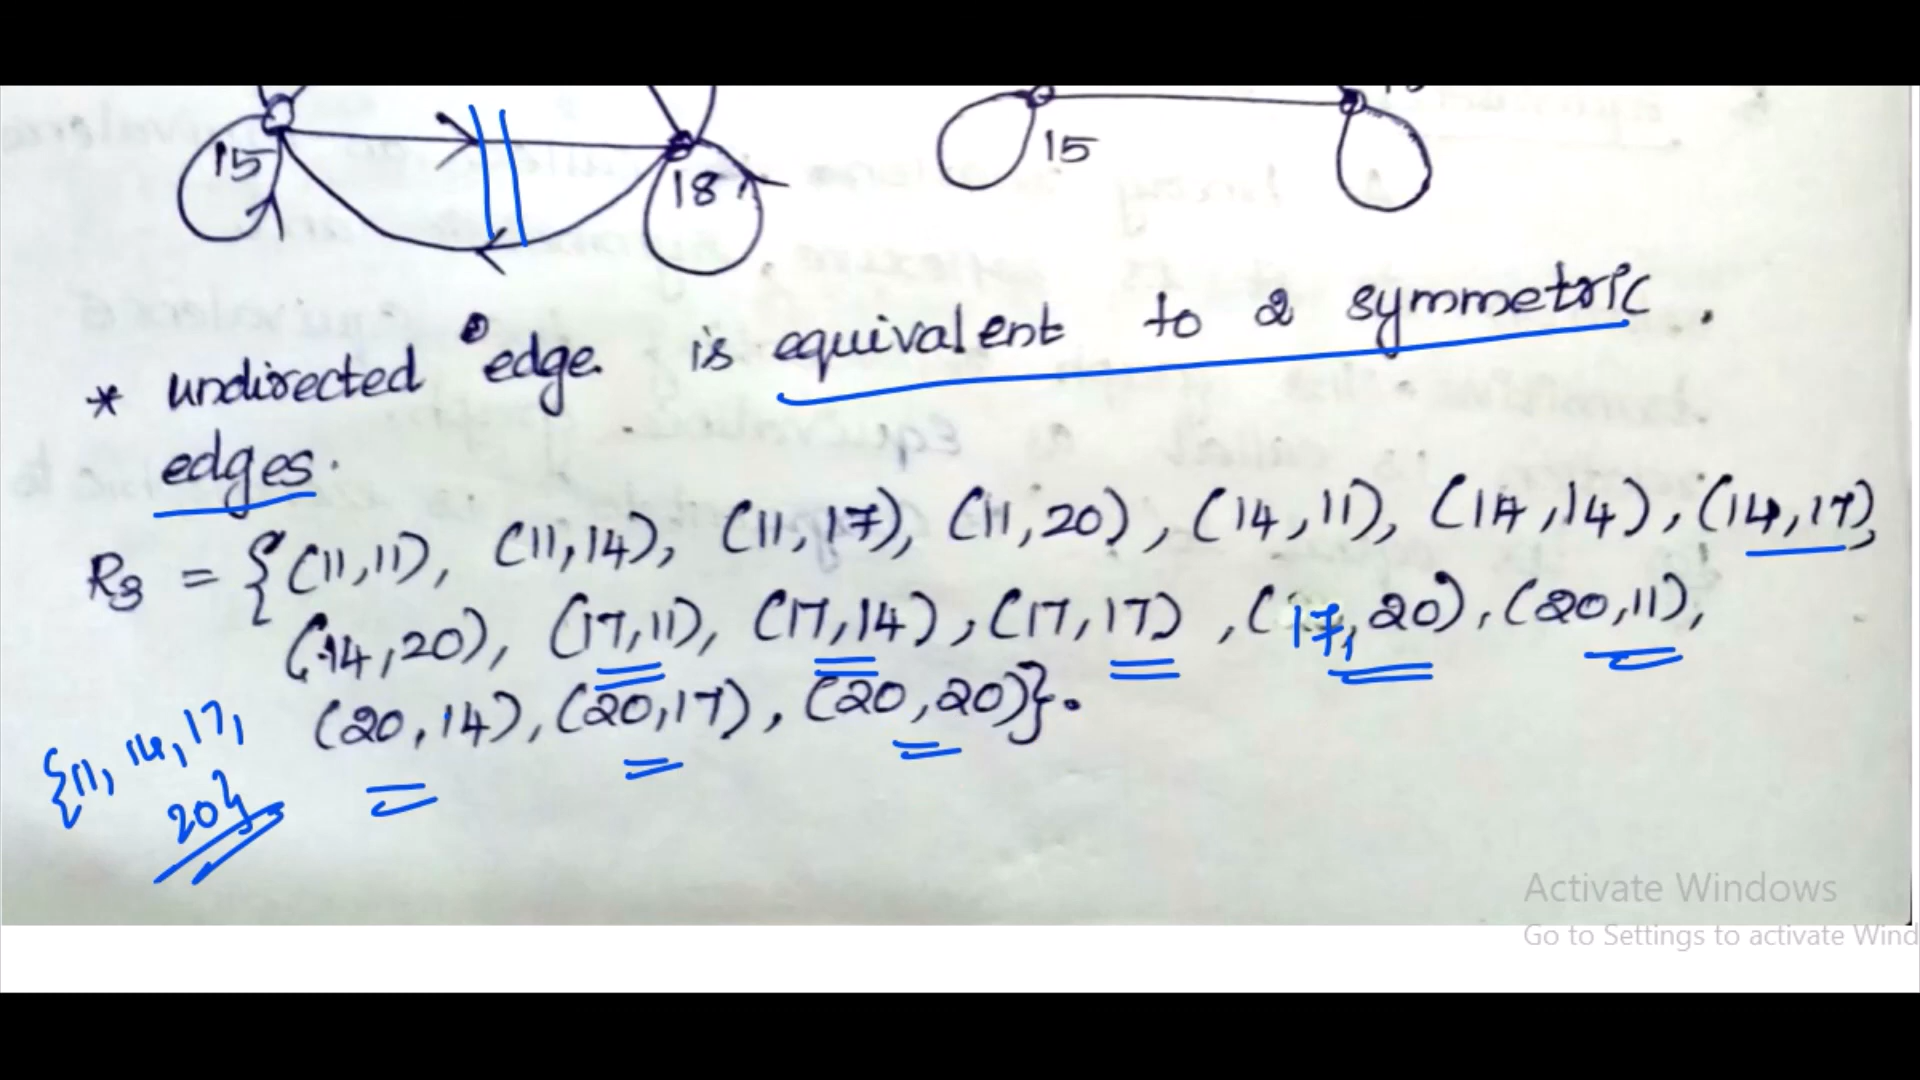 15
18
15
* undirected edge is equivalent to 2 symmetric.
edges.
R3 = {(11,11), (11,14), (11,17), (11,20), (14,11), (14,14), (14,17),
(14,20), (17,11), (17,14), (17,17), (17,20), (20,11),
(20,14), (20,17), (20,20)}.
{11, 14, 17,
20}
Activate Windows
Go to Settings to activate Wind